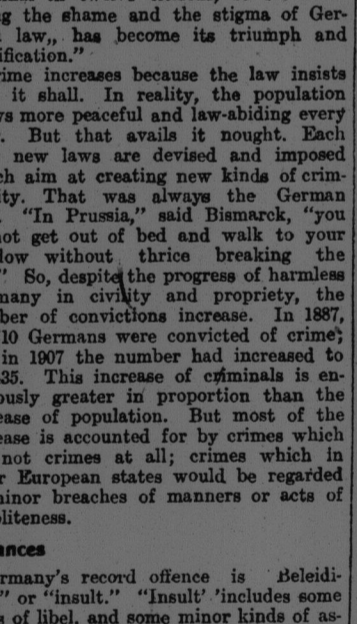 g the shame and the stigma of Ger-
law,, has become its triumph and
ification."
rime increases because the law insists
it shall. In reality, the population
ws more peaceful and law-abiding every
. But that avails it nought. Each
new laws are devised and imposed
ch aim at creating new kinds of crim-
ity. That was always the German
. "In Prussia," said Bismarck, "you
not get out of bed and walk to your
dow without thrice breaking the
" So, despite the progress of harmless
many in civility and propriety, the
ber of convictions increase. In 1887,
10 Germans were convicted of crime;
in 1907 the number had increased to
35. This increase of criminals is en-
ously greater in proportion than the
ease of population. But most of the
ease is accounted for by crimes which
not crimes at all; crimes which in
r European states would be regarded
minor breaches of manners or acts of
oliteness.
ances
rmany's record offence is Beleidi-
" or "insult." "Insult' 'includes some
s of libel, and some minor kinds of as-